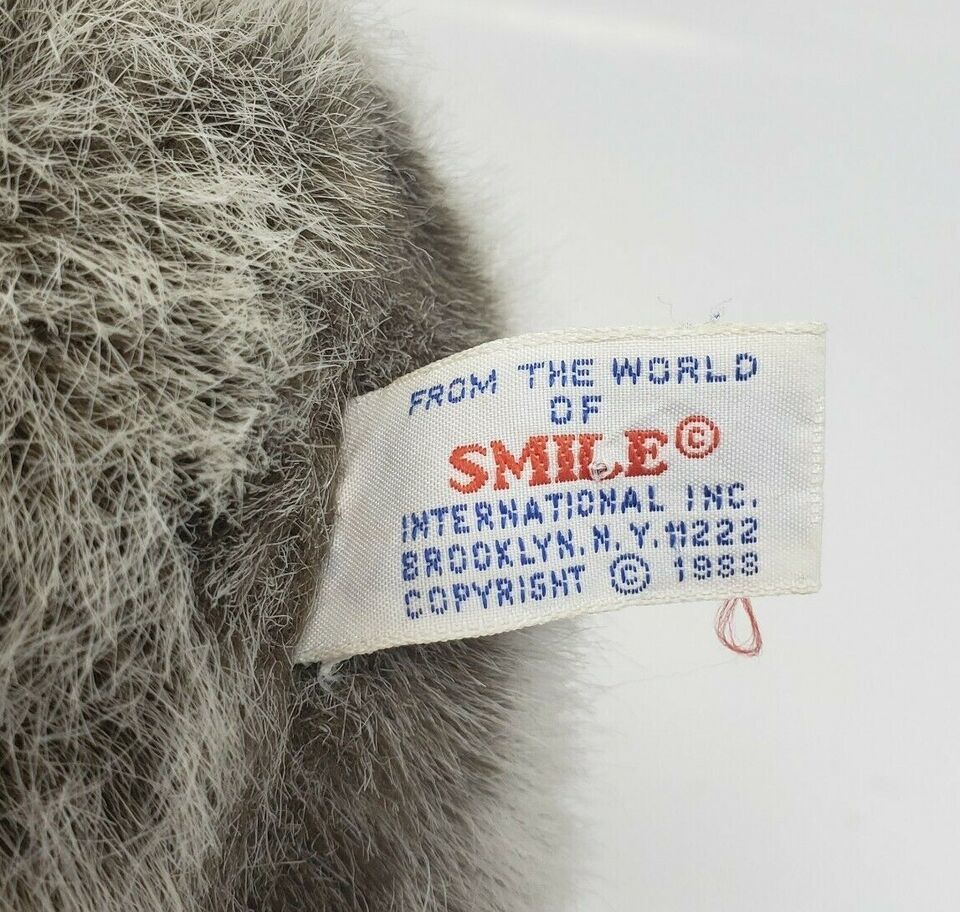 FROM THE WORLD
OF
SMILE©
INTERNATIONAL INC.
BROOKLYN. N.Y. 11222
COPYRIGHT © 1988